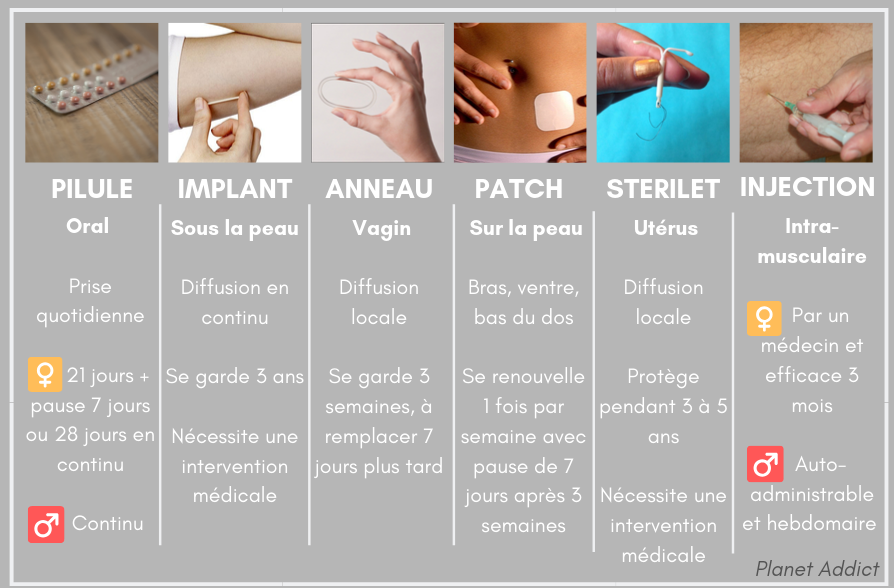 PILULE
Oral
Prise
quotidienne
21 jours +
pause 7 jours
ou 28 jours en
continu
Continu
IMPLANT
Sous la peau
Diffusion en
continu
Se garde 3 ans
Nécessite une
intervention
médicale
ANNEAU
Vagin
Diffusion
locale
Se garde 3
semaines, à
remplacer 7
jours plus tard
PATCH
Sur la peau
Bras, ventre,
bas du dos
Se renouvelle
1 fois par
semaine avec
pause de 7
jours après 3
semaines
STERILET
Utérus
Diffusion
locale
Protège
pendant 3 à 5
ans
Nécessite une
intervention
médicale
INJECTION
Intra-
musculaire
Par un
médecin et
efficace 3
mois
Auto-
administrable
et hebdomaire
Planet Addict